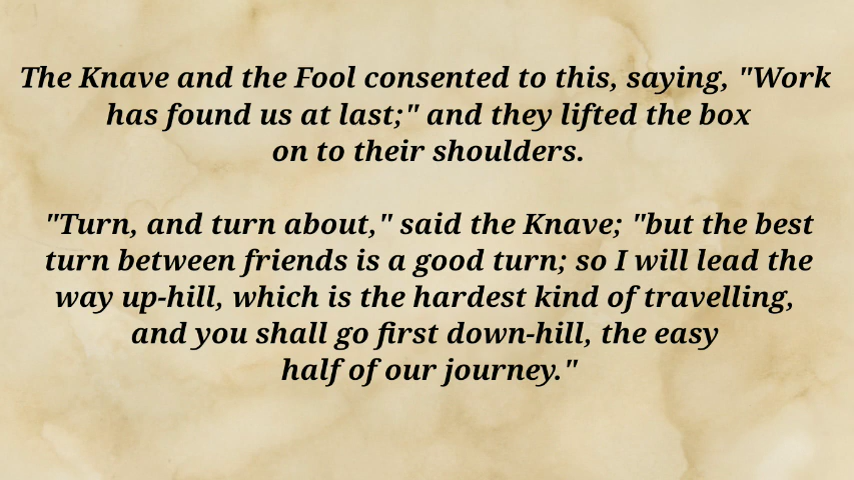 The Knave and the Fool consented to this, saying, "Work
has found us at last;" and they lifted the box
on to their shoulders.
"Turn, and turn about," said the Knave; "but the best
turn between friends is a good turn; so I will lead the
way up-hill, which is the hardest kind of travelling,
and you shall go first down-hill, the easy
half of our journey."